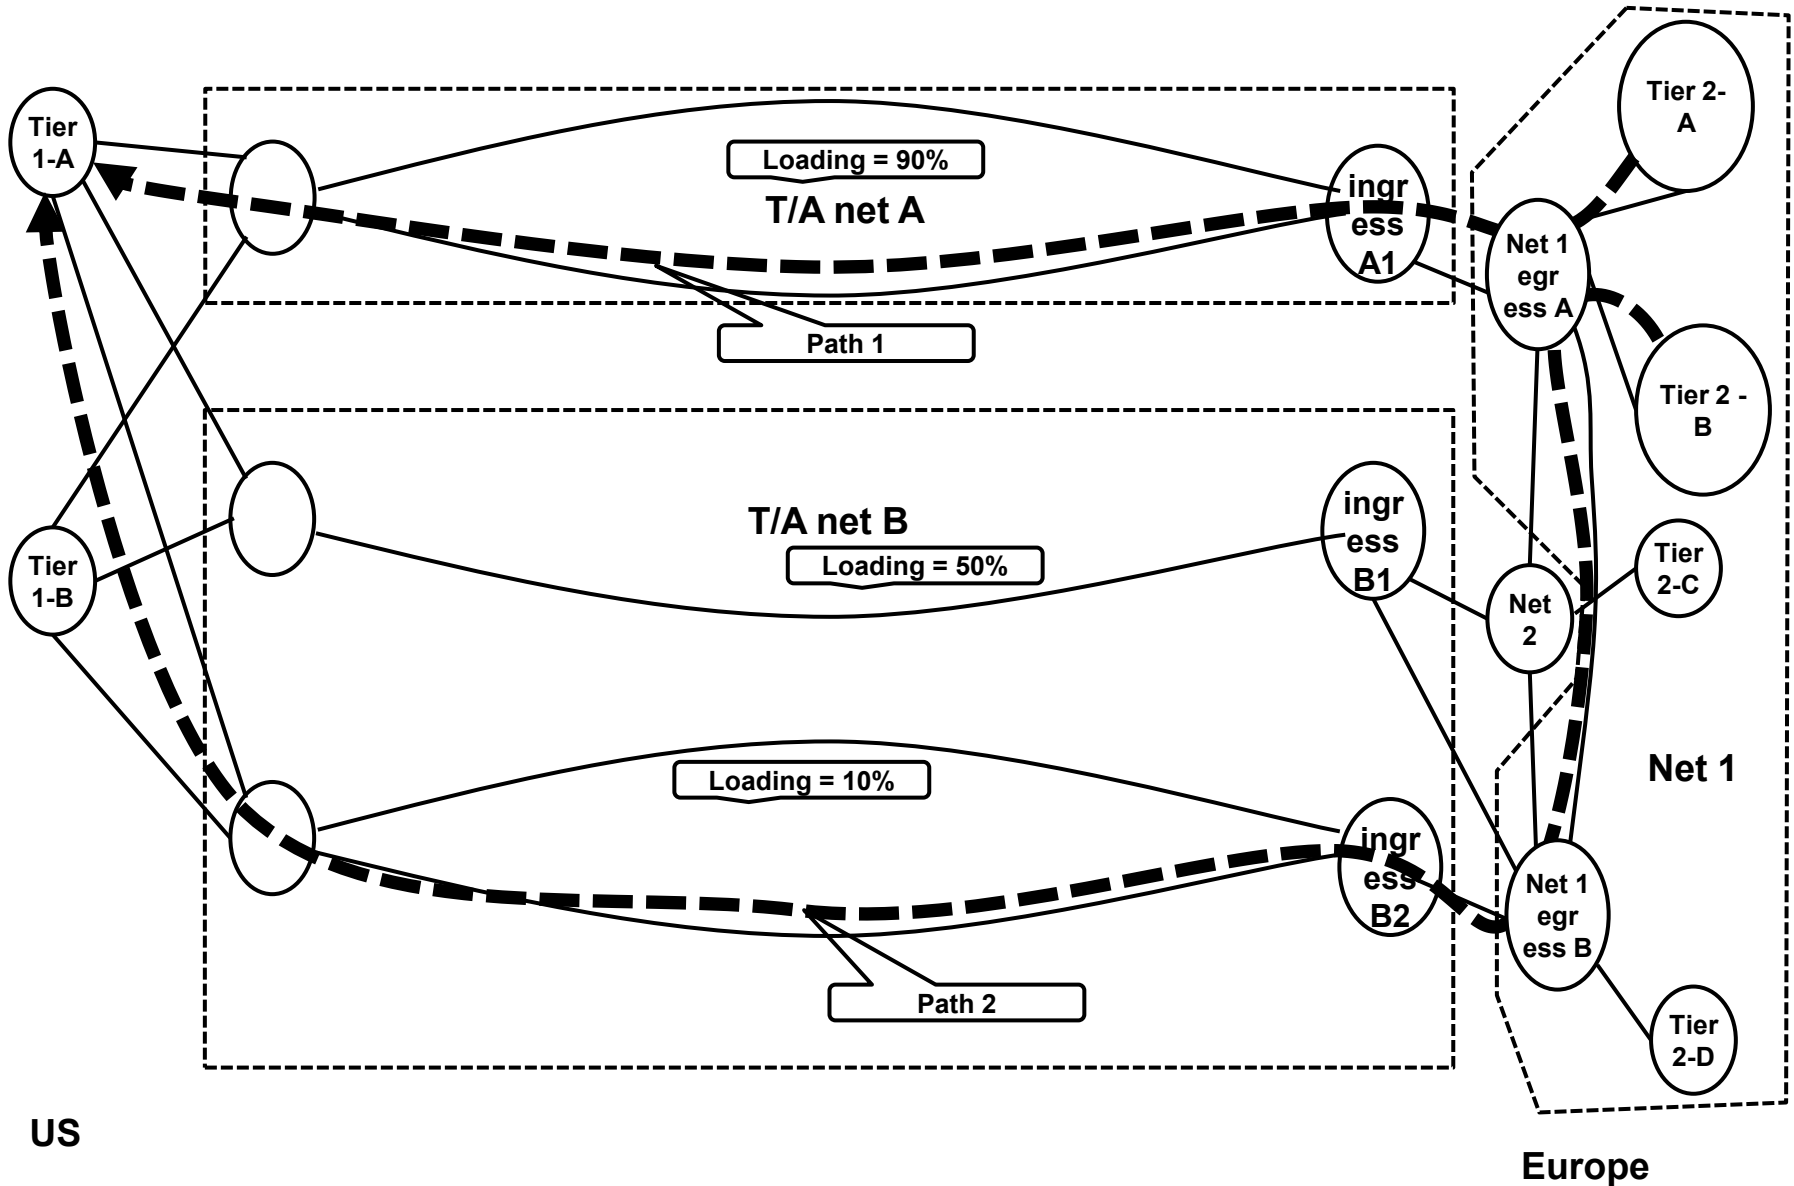 Tier
1-A
Loading = 90%
T/A net A
ingr
ess
A1
Path 1
Tier 2-
A
Net 1
egr
ess A
Tier 2 -
B
Tier
1-B
T/A net B
Loading = 50%
ingr
ess
B1
Net
2
Tier
2-C
Loading = 10%
Net 1
ingr
ess
B2
Path 2
Net 1
egr
ess B
Tier
2-D
US
Europe